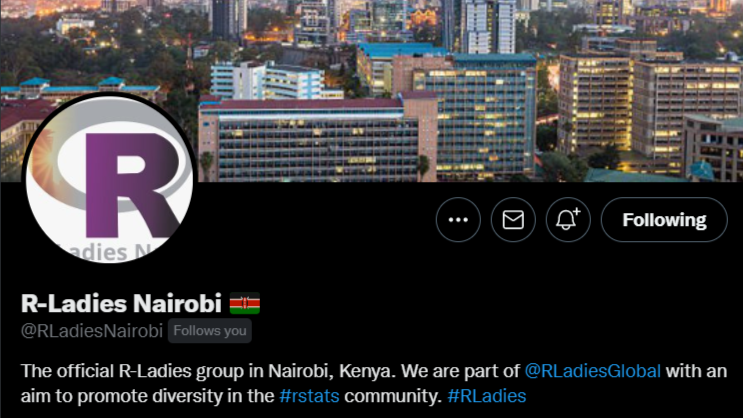 R
Ladies Na
Following
R-Ladies Nairobi
@RLadiesNairobi Follows you
The official R-Ladies group in Nairobi, Kenya. We are part of @RLadiesGlobal with an
aim to promote diversity in the #rstats community. #RLadies